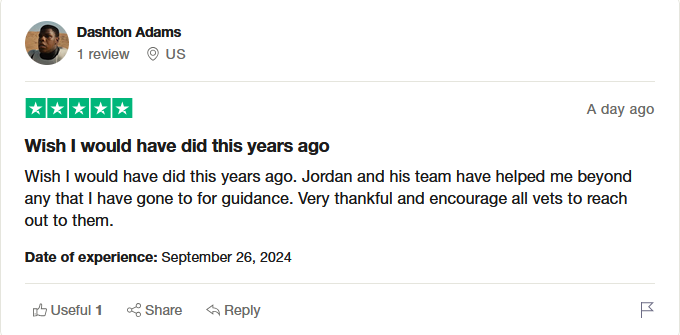 Dashton Adams
1 review US
A day ago
Wish I would have did this years ago
Wish I would have did this years ago. Jordan and his team have helped me beyond
any that I have gone to for guidance. Very thankful and encourage all vets to reach
out to them.
Date of experience: September 26, 2024
Useful 1 Share Reply